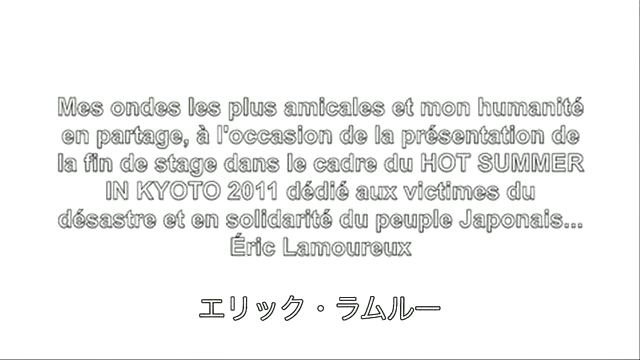 Mes ondes les plus amicales et mon humanité
en partage, à l'occasion de la présentation de
la fin de stage dans le cadre du HOT SUMMER
IN KYOTO 2011 dédié aux victimes du
désastre et en solidarité du peuple Japonais...
Éric Lamoureux
エリック・ラムルー